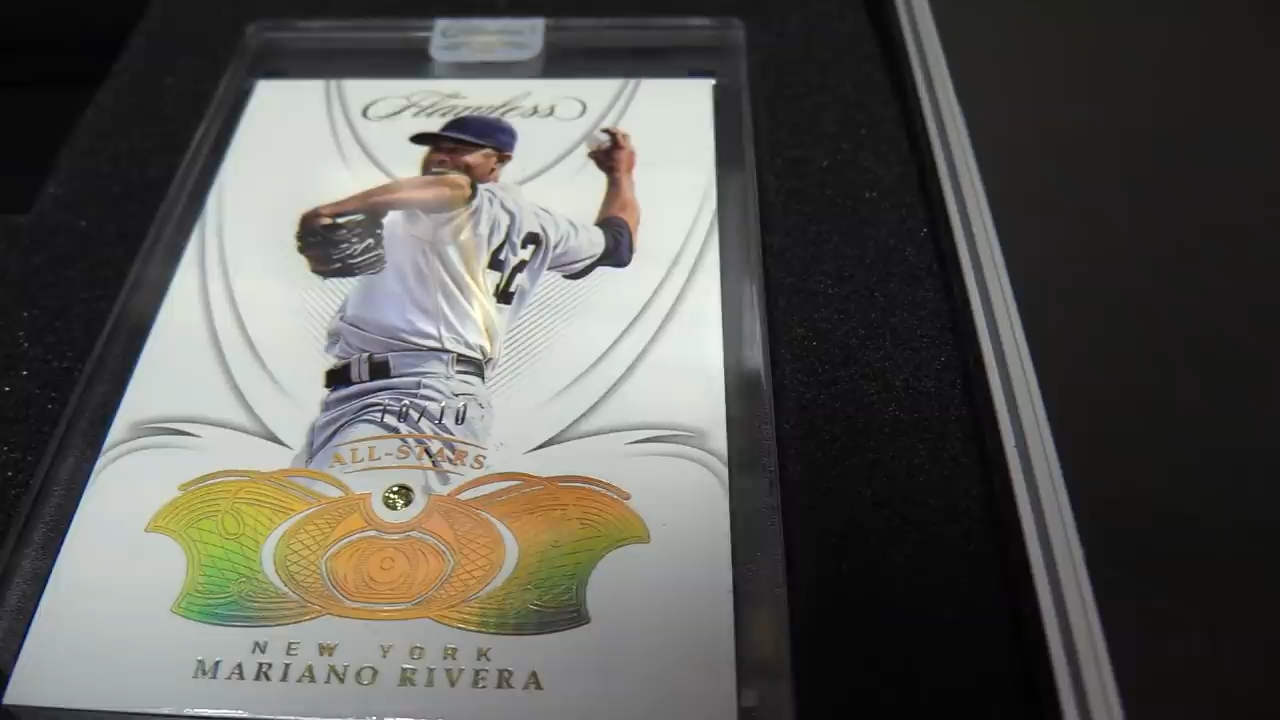 Flawless
42
10/10
ALL-STARS
NEW YORK
MARIANO RIVERA